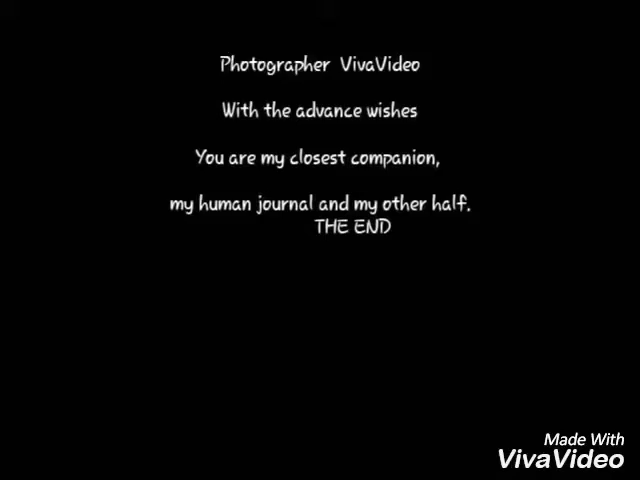 Photographer VivaVideo
With the advance wishes
You are my closest companion,
my human journal and my other half.
THE END
Made With
VivaVideo